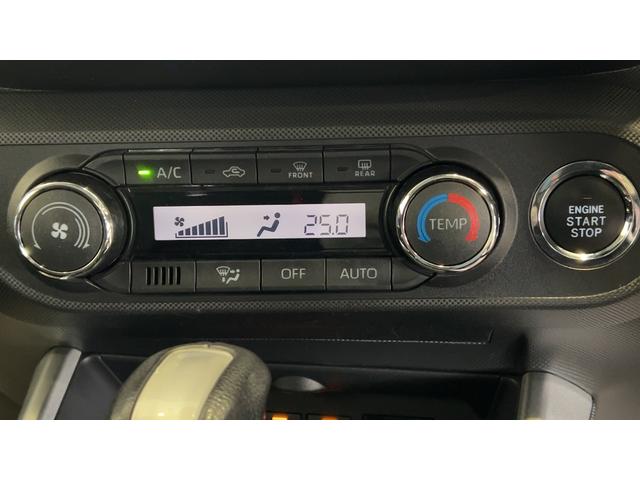 A/C
FRONT
REAR
25.0
TEMP
ENGINE
START
STOP
OFF
AUTO